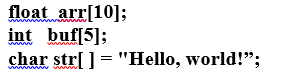 float  arr[10];
int   buf[5];
char str[ ] = "Hello, world!”;